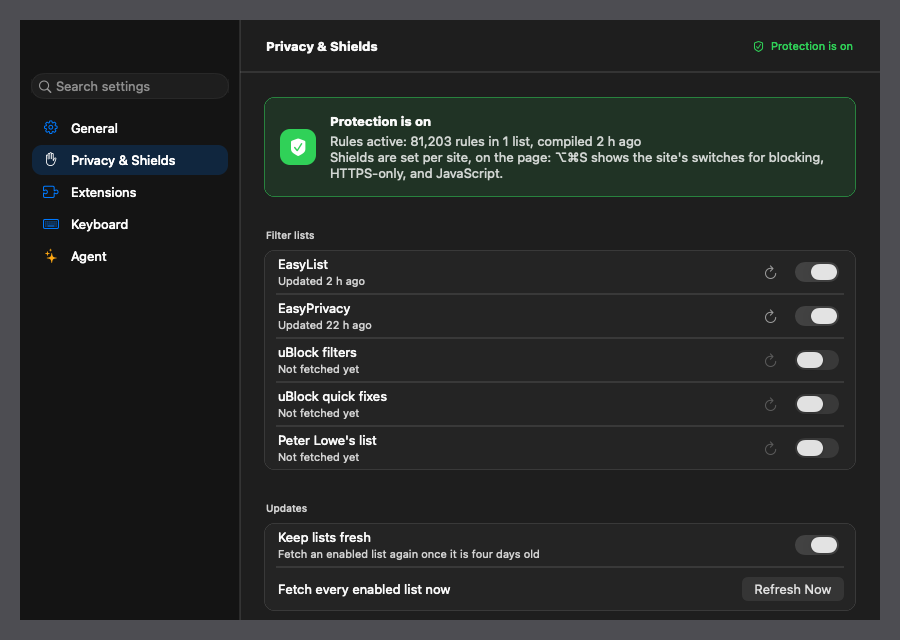 Privacy & Shields
Protection is on
Search settings
General
Privacy & Shields
Extensions
Keyboard
Agent
Protection is on
Rules active: 81,203 rules in 1 list, compiled 2 h ago
Shields are set per site, on the page: ⌥⌘S shows the site's switches for blocking,
HTTPS-only, and JavaScript.
Filter lists
EasyList
Updated 2 h ago
EasyPrivacy
Updated 22 h ago
uBlock filters
Not fetched yet
uBlock quick fixes
Not fetched yet
Peter Lowe's list
Not fetched yet
Updates
Keep lists fresh
Fetch an enabled list again once it is four days old
Fetch every enabled list now
Refresh Now